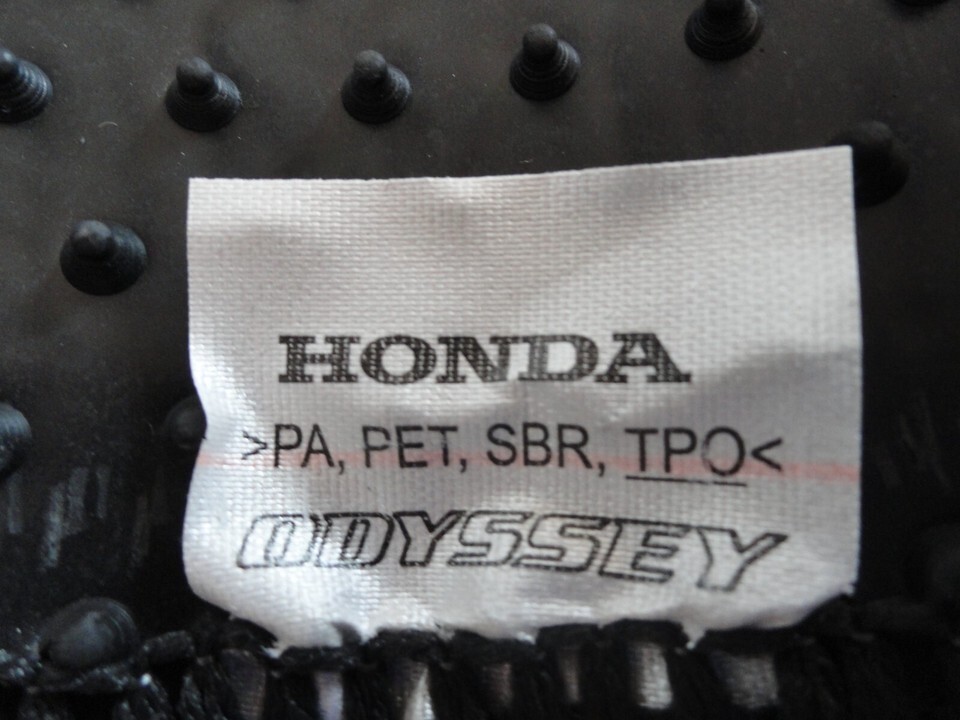 HONDA
>PA, PET, SBR, TPO<
ODYSSEY